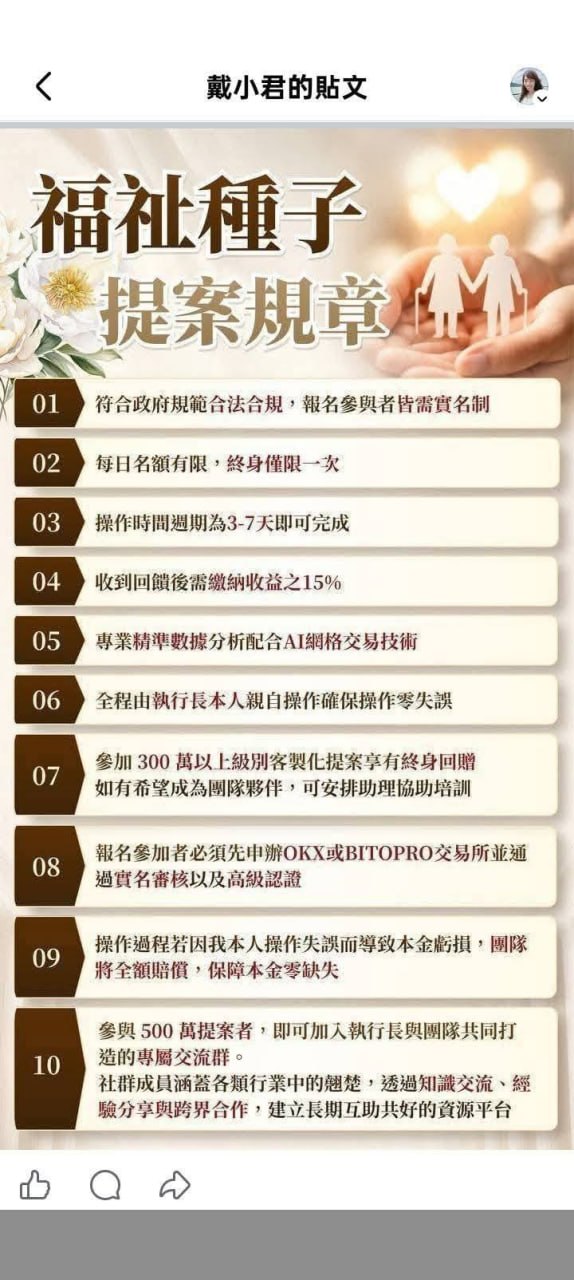 戴小君的貼文
福祉種子
提案規章
01
符合政府規範合法合規，報名參與者皆需實名制
02
每日名額有限，終身僅限一次
03
操作時間週期為3-7天即可完成
04
收到回饋後需繳納收益之15%
05
專業精準數據分析配合AI網格交易技術
06
全程由執行長本人親自操作確保操作零失誤
07
參加 300 萬以上級別客製化提案享有終身回贈
如有希望成為團隊夥伴，可安排助理協助培訓
08
報名參加者必須先申辦OKX或BITOPRO交易所並通
過實名審核以及高級認證
09
操作過程若因我本人操作失誤而導致本金虧損，團隊
將全額賠償，保障本金零缺失
10
參與 500 萬提案者，即可加入執行長與團隊共同打
造的專屬交流群。
社群成員涵蓋各類行業中的翹楚，透過知識交流、經
驗分享與跨界合作，建立長期互助共好的資源平台